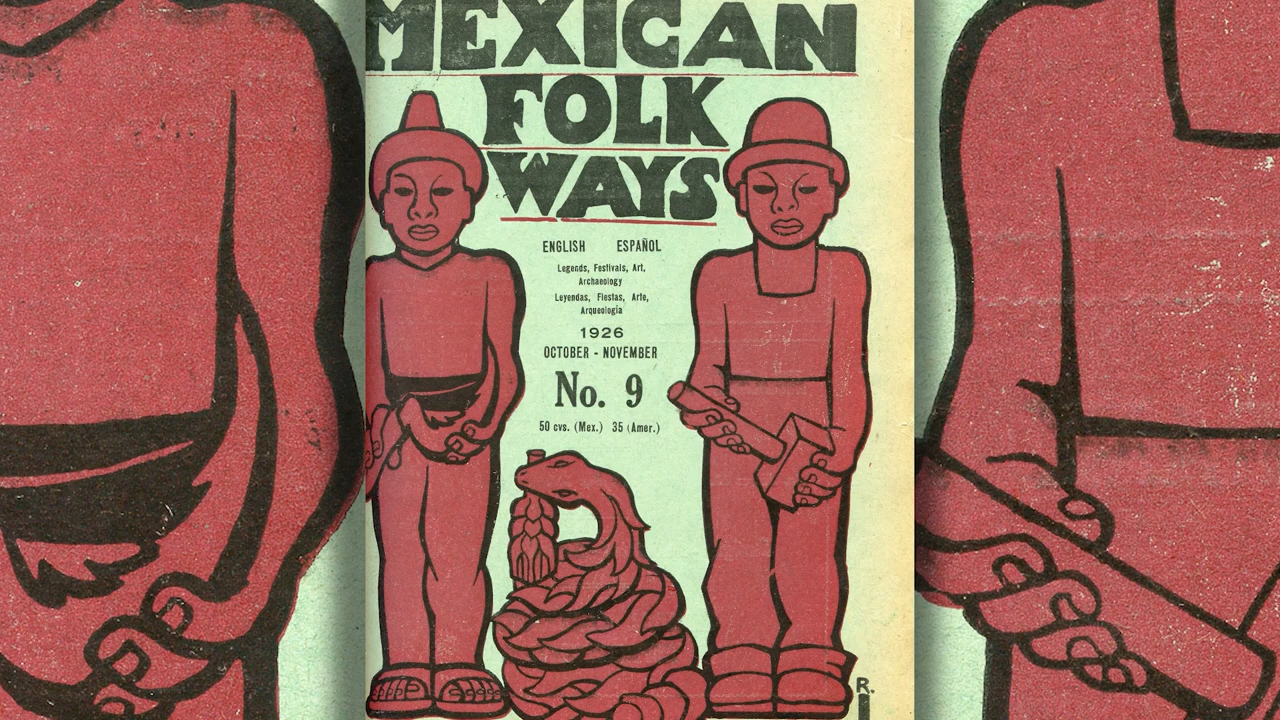 MEXICAN
FOLK
WAYS
ENGLISH ESPAÑOL
Legends, Festivals, Art,
Archaeology
Leyendas, Fiestas, Arte,
Arqueología
1926
OCTOBER - NOVEMBER
No. 9
50 cvs. (Mex.) 35 (Amer.)
R.